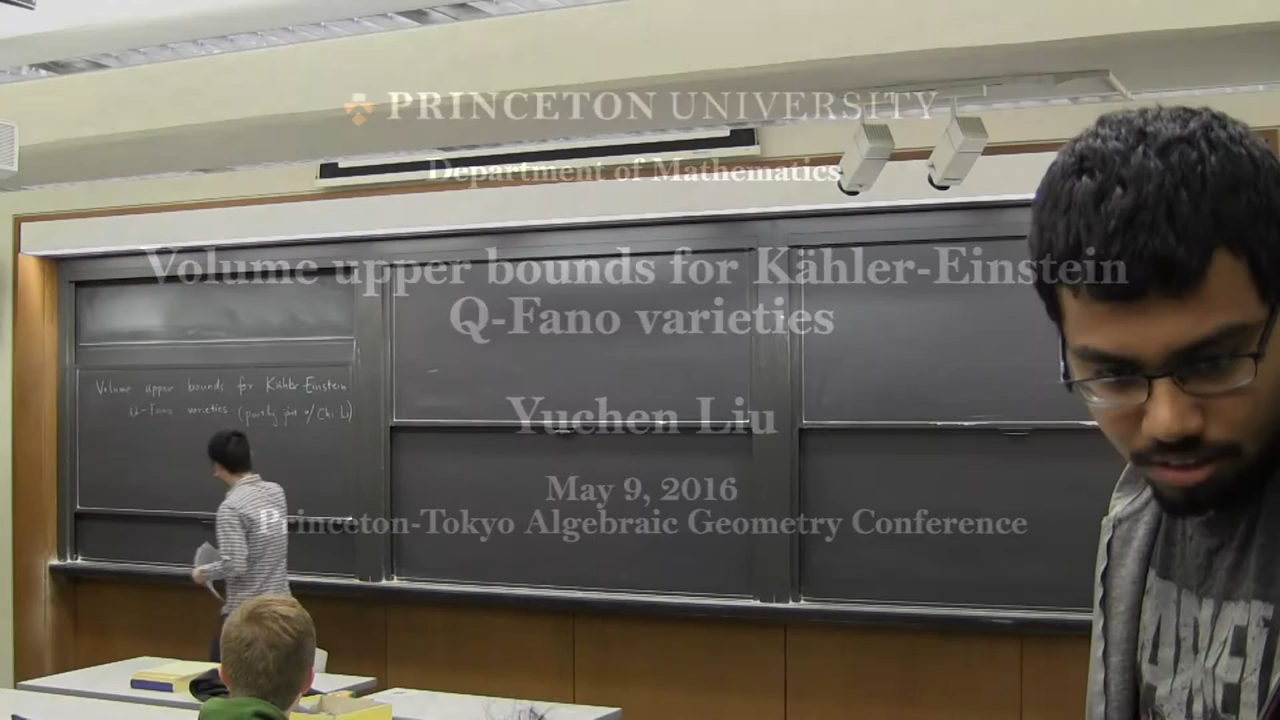 PRINCETON UNIVERSITY
Department of Mathematics
Volume upper bounds for Kähler-Einstein
Q-Fano varieties
Yuchen Liu
May 9, 2016
Princeton-Tokyo Algebraic Geometry Conference
Volume upper bounds for Kähler-Einstein
Q-Fano varieties (partly joint w/ Chi Li)